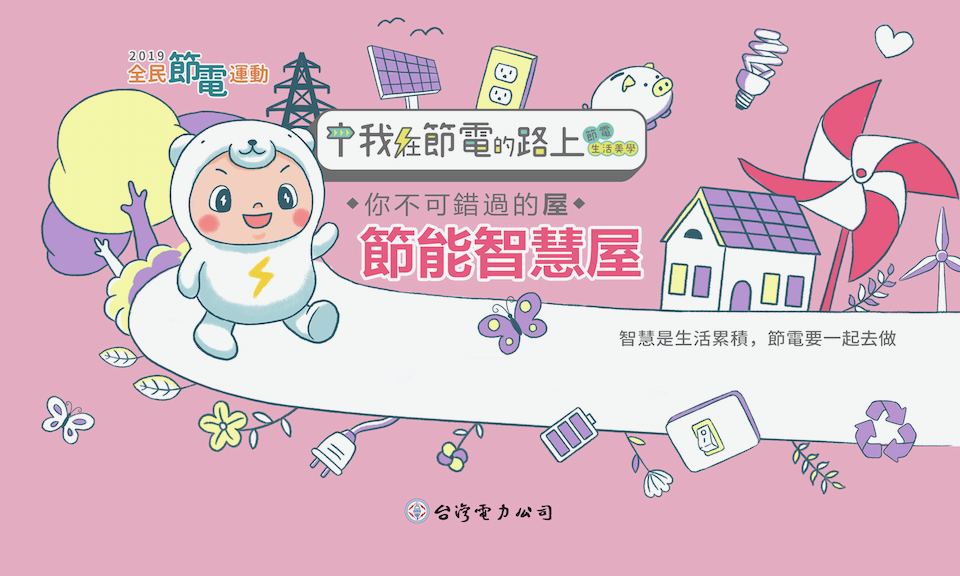 2019
全民節電運動
我在節電的路上
節電
生活美學
你不可錯過的屋
節能智慧屋
智慧是生活累積，節電要一起去做
台灣電力公司